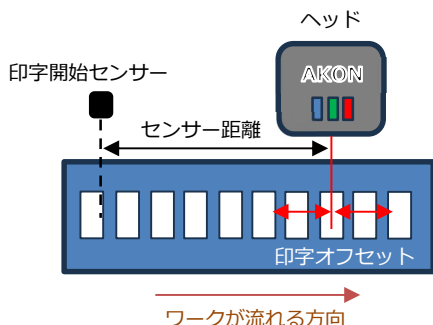 ヘッド
AKON
印字開始センサー
センサー距離
印字オフセット
ワークが流れる方向